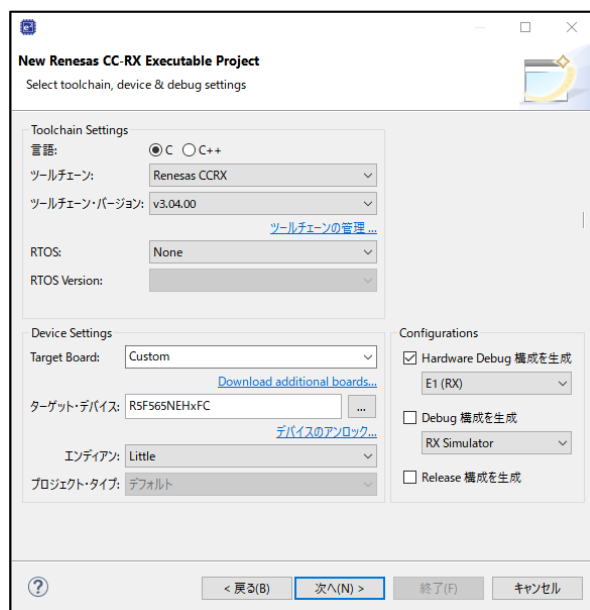 New Renesas CC-RX Executable Project
Select toolchain, device & debug settings
Toolchain Settings
言語: C C++
ツールチェーン: Renesas CCRX
ツールチェーン・バージョン: v3.04.00
ツールチェーンの管理 ...
RTOS: None
RTOS Version:
Device Settings
Target Board: Custom
Download additional boards...
ターゲット・デバイス: R5F565NEHxFC ...
デバイスのアンロック...
エンディアン: Little
プロジェクト・タイプ: デフォルト
Configurations
Hardware Debug 構成を生成
E1 (RX)
Debug 構成を生成
RX Simulator
Release 構成を生成
? < 戻る(B) 次へ(N) > 終了(F) キャンセル